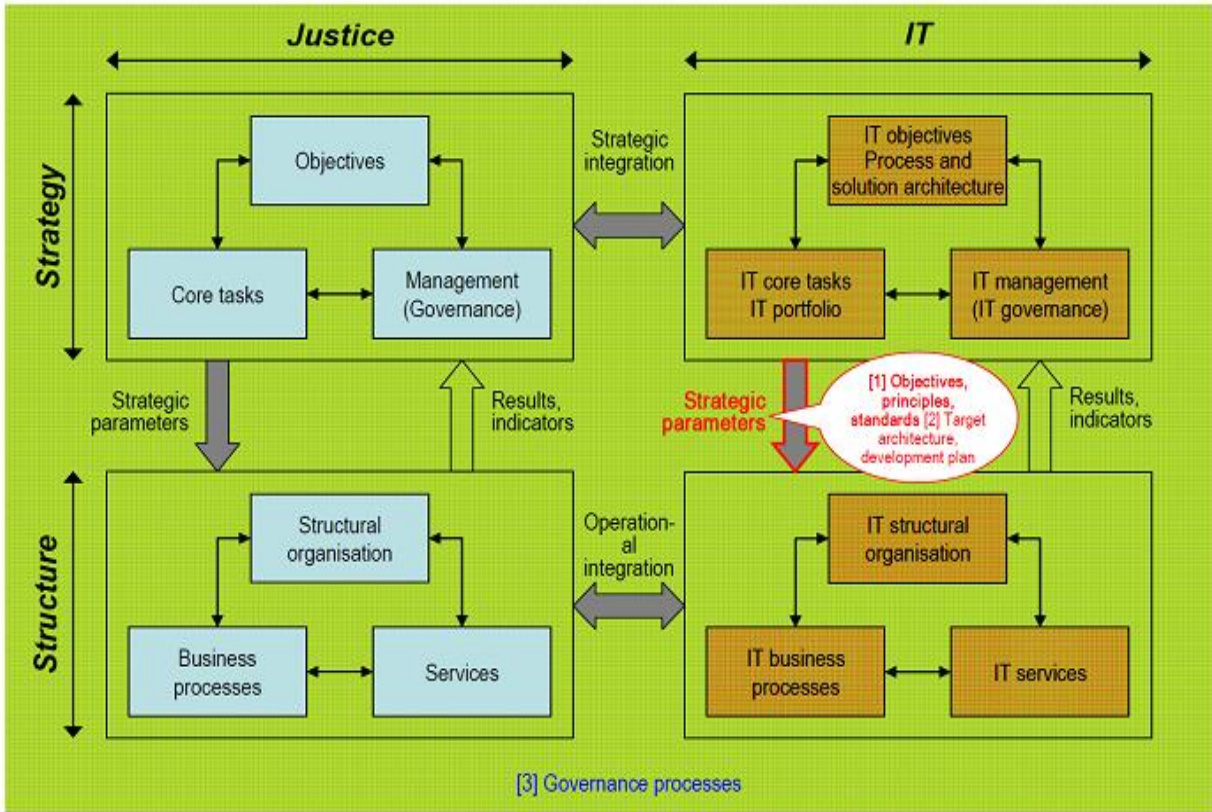 Justice
IT
Strategy
Objectives
Core tasks
Management
(Governance)
Strategic
integration
IT objectives
Process and
solution architecture
IT core tasks
IT portfolio
IT management
(IT governance)
Strategic
parameters
Results,
indicators
Strategic
parameters
[1] Objectives,
principles,
standards [2] Target
architecture,
development plan
Results,
indicators
Structure
Structural
organisation
Business
processes
Services
Operation-
al
integration
IT structural
organisation
IT business
processes
IT services
[3] Governance processes